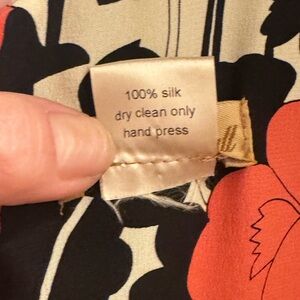 100% silk
dry clean only
hand press